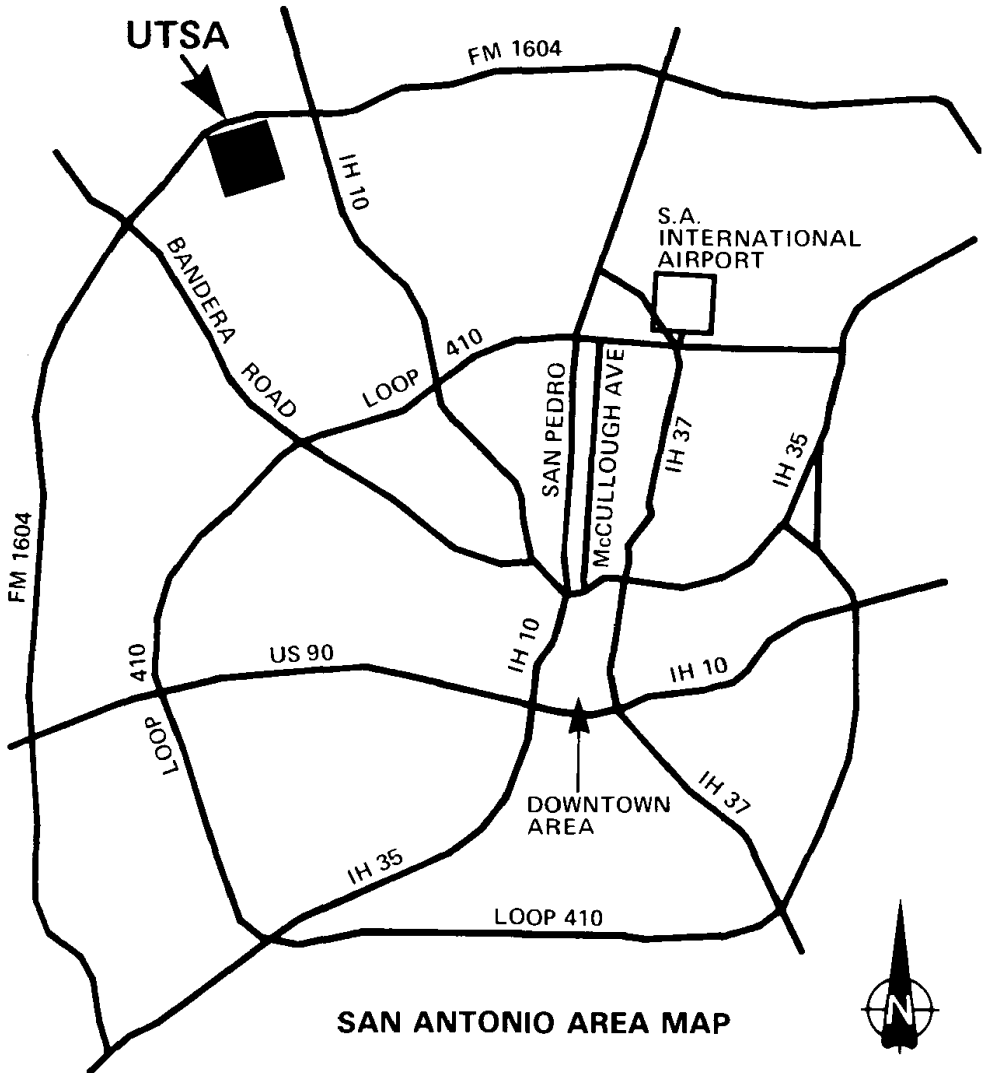 UTSA
FM 1604
IH 10
S.A.
INTERNATIONAL
AIRPORT
BANDERA
ROAD
LOOP
410
SAN PEDRO
McCULLOUGH AVE
IH 37
IH 35
FM 1604
410
LOOP
US 90
IH 10
IH 10
DOWNTOWN
AREA
IH 37
IH 35
LOOP 410
SAN ANTONIO AREA MAP
N